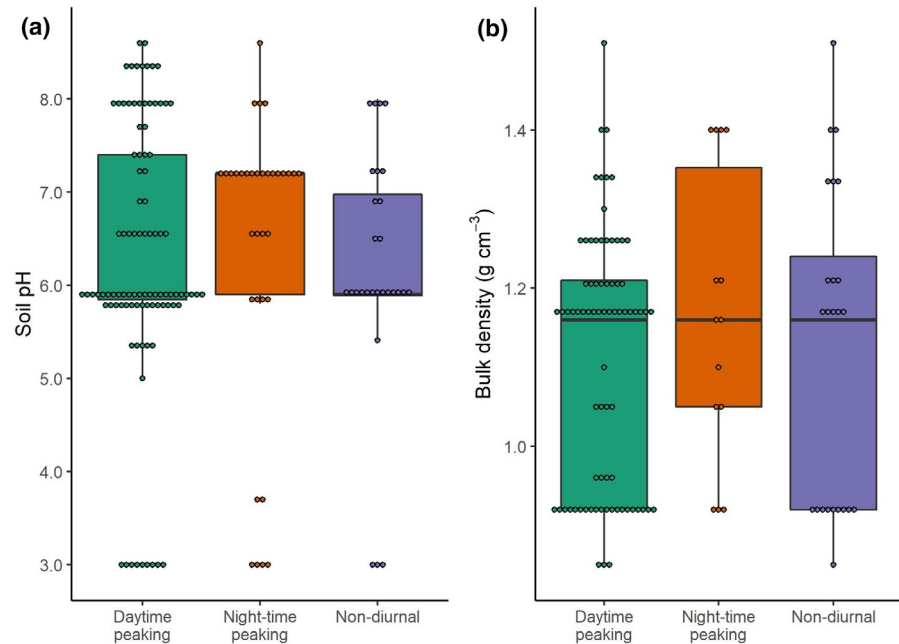 (a)
Soil pH
8.0
7.0
6.0
5.0
4.0
3.0
Daytime
peaking
Night-time
peaking
Non-diurnal
(b)
Bulk density (g cm⁻³)
1.4
1.2
1.0
Daytime
peaking
Night-time
peaking
Non-diurnal